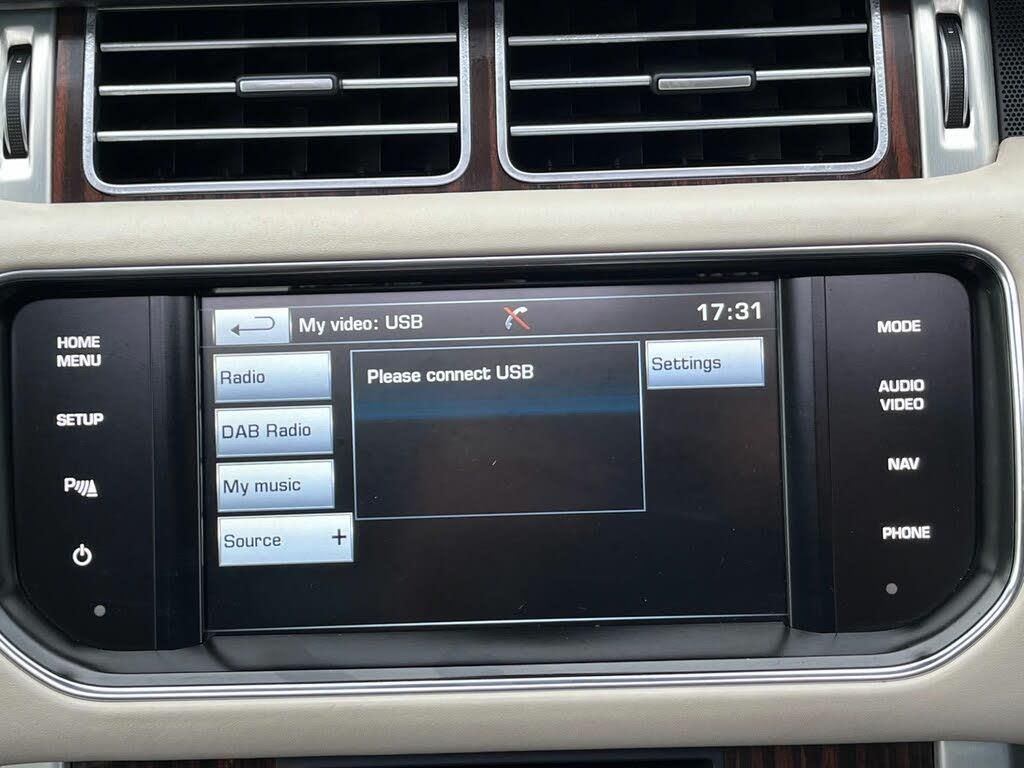 My video: USB
17:31
HOME
MENU
SETUP
P
Radio
DAB Radio
My music
Source +
Please connect USB
Settings
MODE
AUDIO
VIDEO
NAV
PHONE